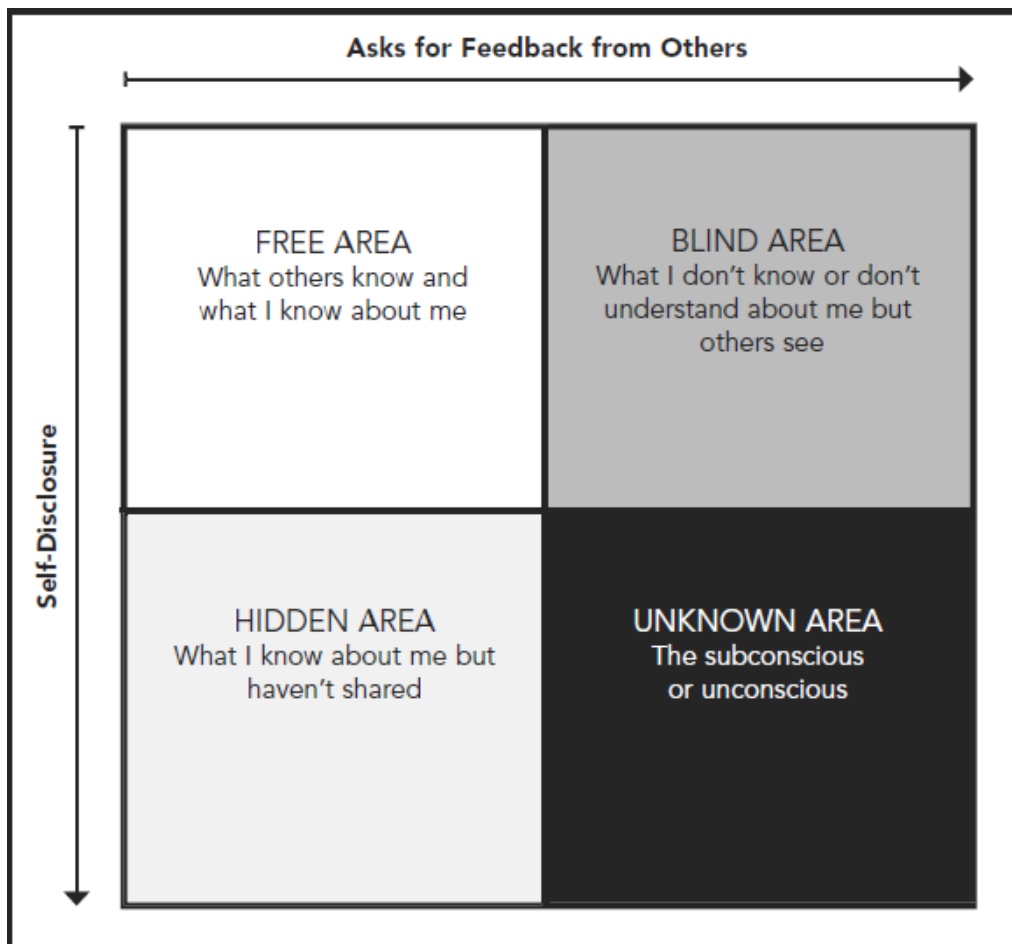 Asks for Feedback from Others
Self-Disclosure
FREE AREA
What others know and
what I know about me
BLIND AREA
What I don't know or don't
understand about me but
others see
HIDDEN AREA
What I know about me but
haven't shared
UNKNOWN AREA
The subconscious
or unconscious